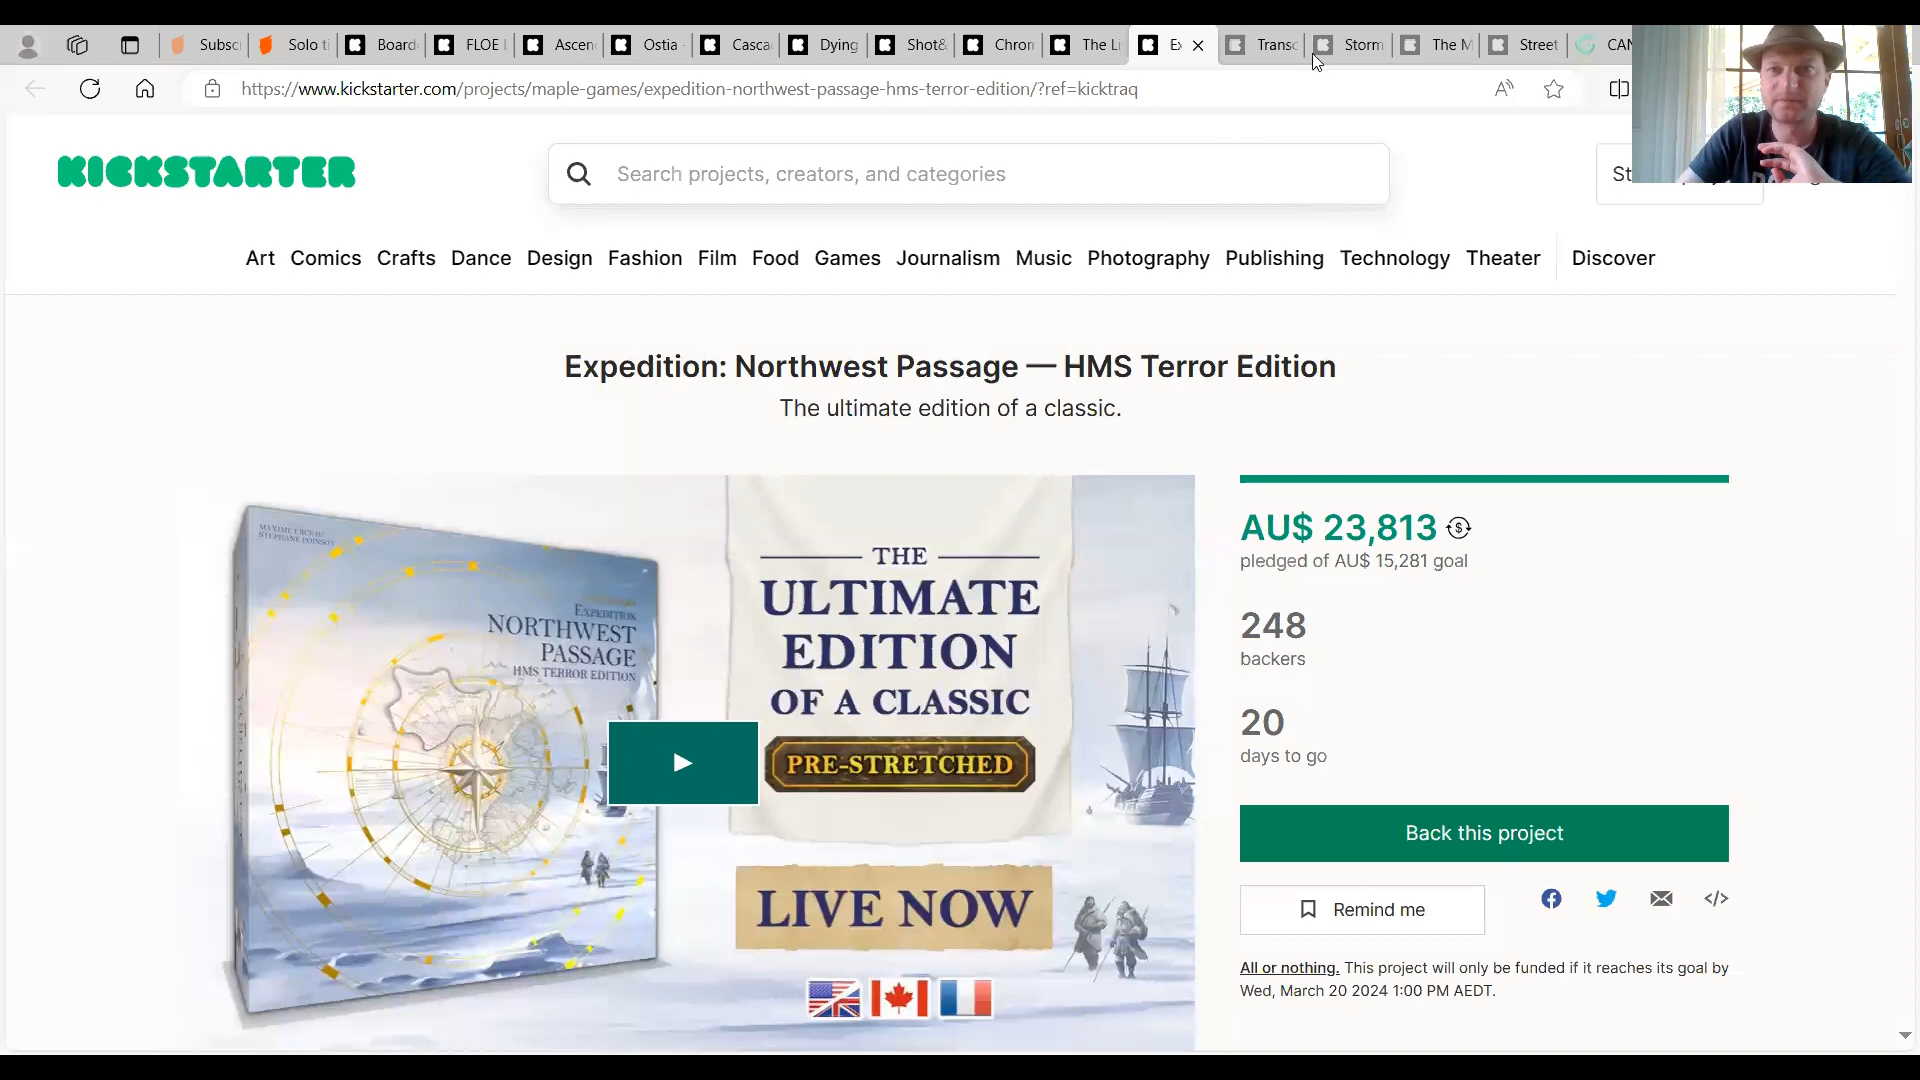 Subsc
Solo ti
Board
FLOE
Ascen
Ostia
Casca
Dying
Shot&
Chron
The Li
Ex
Transc
Storm
The M
Street
CAN
https://www.kickstarter.com/projects/maple-games/expedition-northwest-passage-hms-terror-edition/?ref=kicktraq
KICKSTARTER
Search projects, creators, and categories
St
Art Comics Crafts Dance Design Fashion Film Food Games Journalism Music Photography Publishing Technology Theater Discover
Expedition: Northwest Passage — HMS Terror Edition
The ultimate edition of a classic.
MAXIME ERCEAU
STEPHANE POINSOT
EXPEDITION
NORTHWEST
PASSAGE
HMS TERROR EDITION
THE
ULTIMATE
EDITION
OF A CLASSIC
PRE-STRETCHED
LIVE NOW
AU$ 23,813
pledged of AU$ 15,281 goal
248
backers
20
days to go
Back this project
Remind me
All or nothing. This project will only be funded if it reaches its goal by
Wed, March 20 2024 1:00 PM AEDT.